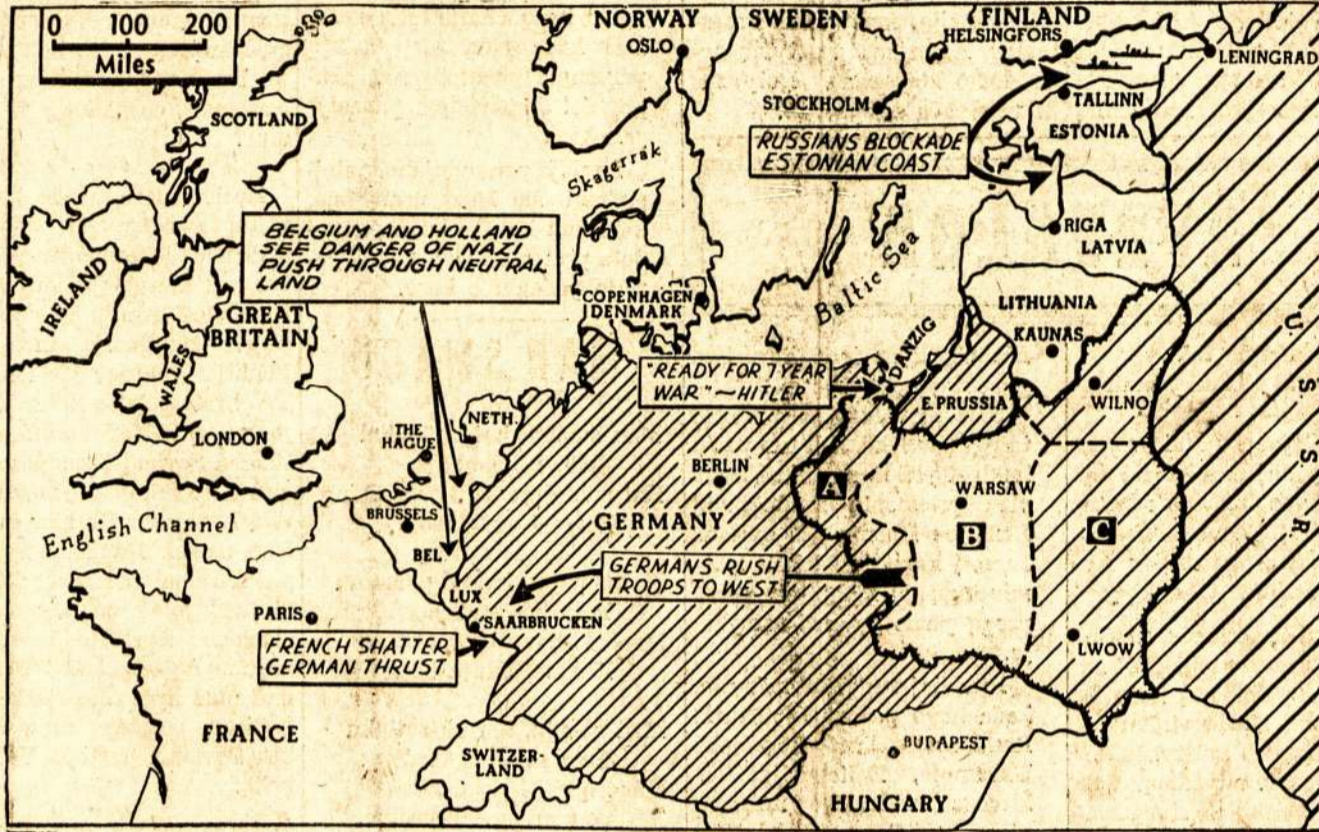 0 100 200
Miles
NORWAY
OSLO
SWEDEN
STOCKHOLM
FINLAND
HELSINGFORS
LENINGRAD
TALLINN
ESTONIA
RUSSIANS BLOCKADE
ESTONIAN COAST
SCOTLAND
Skagerrak
BELGIUM AND HOLLAND
SEE DANGER OF NAZI
PUSH THROUGH NEUTRAL
LAND
RIGA
LATVIA
Baltic Sea
IRELAND
GREAT
BRITAIN
WALES
LONDON
COPENHAGEN
DENMARK
LITHUANIA
KAUNAS
U. S. S. R.
DANZIG
"READY FOR 7 YEAR
WAR" — HITLER
E. PRUSSIA
WILNO
NETH.
THE
HAGUE
BERLIN
A
WARSAW
B
C
English Channel
BRUSSELS
BEL
GERMANY
GERMANS RUSH
TROOPS TO WEST
LUX
PARIS
SAARBRUCKEN
FRENCH SHATTER
GERMAN THRUST
LWOW
FRANCE
SWITZER-
LAND
BUDAPEST
HUNGARY